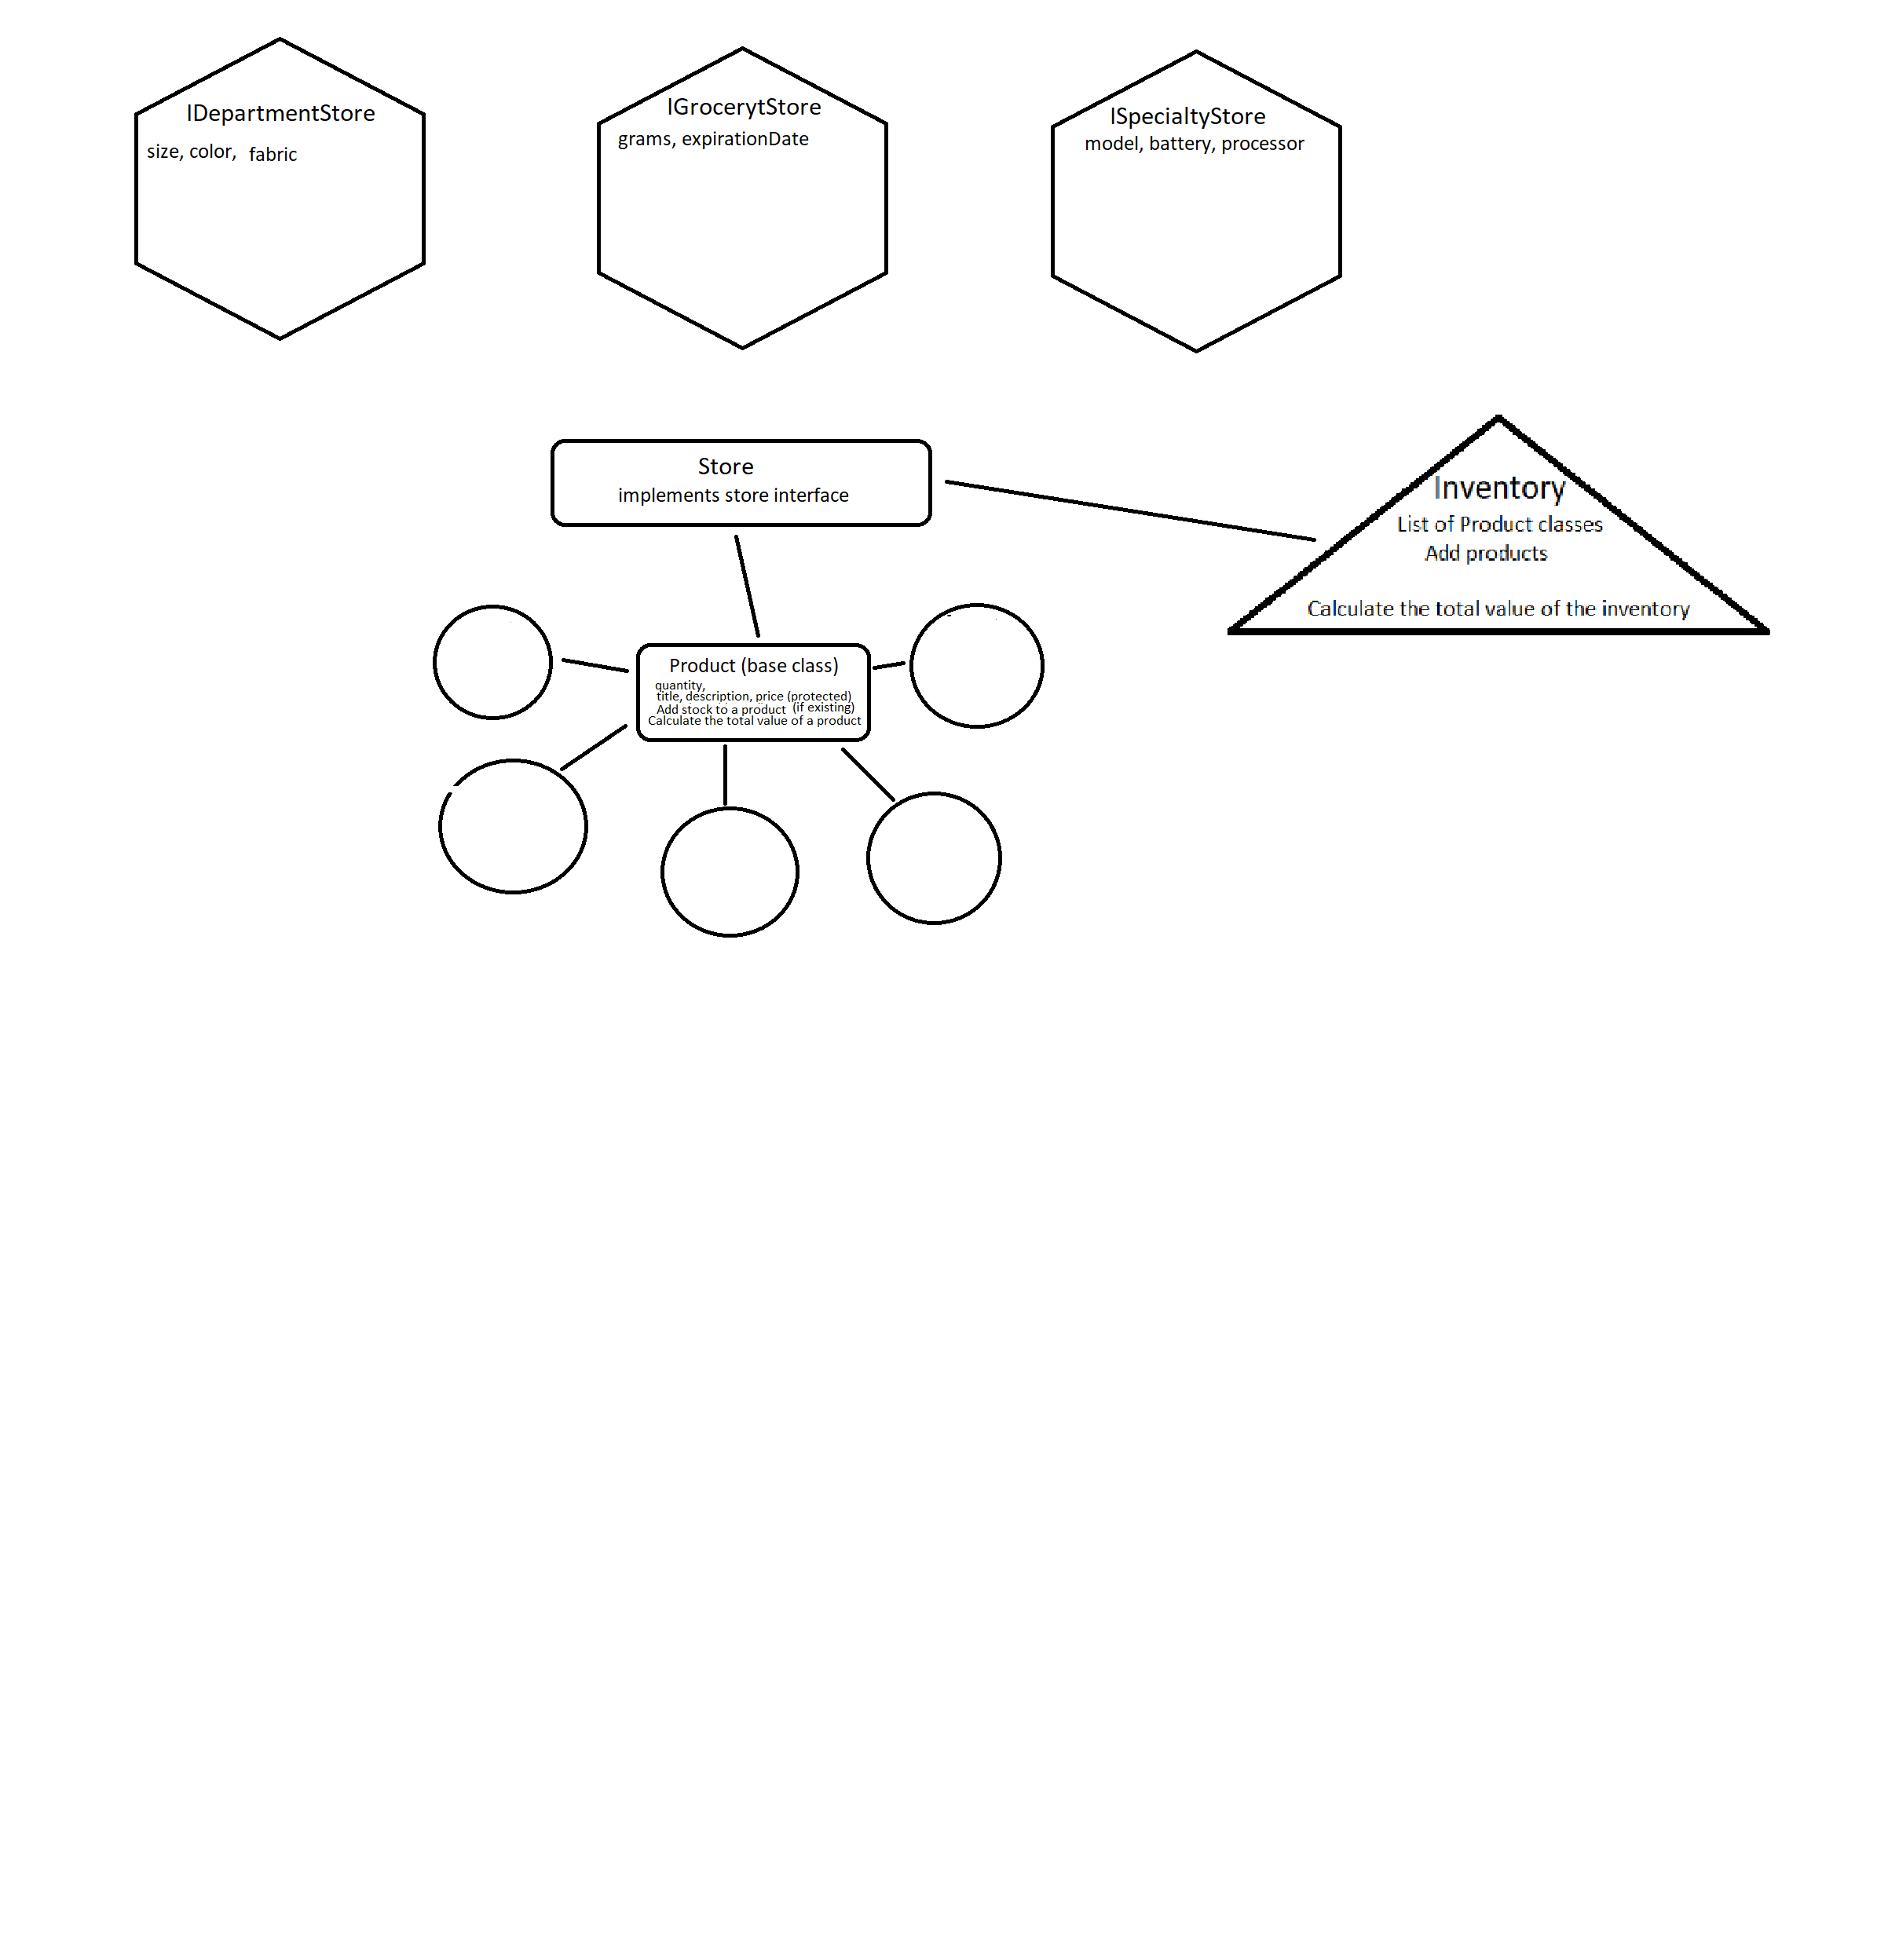 IDepartmentStore
size, color, fabric
IGrocerytStore
grams, expirationDate
ISpecialtyStore
model, battery, processor
Store
implements store interface
Inventory
List of Product classes
Add products
Calculate the total value of the inventory
Product (base class)
quantity,
title, description, price (protected)
Add stock to a product (if existing)
Calculate the total value of a product